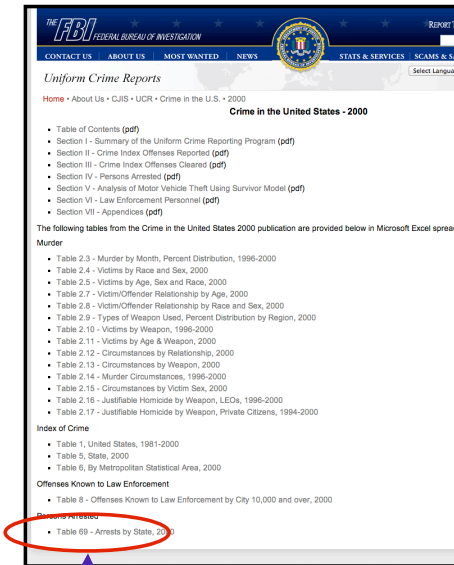 THE FBI FEDERAL BUREAU OF INVESTIGATION
REPORT
CONTACT US ABOUT US MOST WANTED NEWS STATS & SERVICES SCAMS &
Uniform Crime Reports
Select
Home • About Us • CJIS • UCR • Crime in the U.S. • 2000
Crime in the United States - 2000
Table of Contents (pdf)
Section I - Summary of the Uniform Crime Reporting Program (pdf)
Section II - Crime Index Offenses Reported (pdf)
Section III - Crime Index Offenses Cleared (pdf)
Section IV - Persons Arrested (pdf)
Section V - Analysis of Motor Vehicle Theft Using Survivor Model (pdf)
Section VI - Law Enforcement Personnel (pdf)
Section VII - Appendices (pdf)
The following tables from the Crime in the United States 2000 publication are provided below in Microsoft Excel
Murder
Table 2.3 - Murder by Month, Percent Distribution, 1996-2000
Table 2.4 - Victims by Race and Sex, 2000
Table 2.5 - Victims by Age, Sex and Race, 2000
Table 2.7 - Victim/Offender Relationship by Age, 2000
Table 2.8 - Victim/Offender Relationship by Race and Sex, 2000
Table 2.9 - Types of Weapon Used, Percent Distribution by Region, 2000
Table 2.10 - Victims by Weapon, 1996-2000
Table 2.11 - Victims by Age & Weapon, 2000
Table 2.12 - Circumstances by Relationship, 2000
Table 2.13 - Circumstances by Weapon, 2000
Table 2.14 - Murder Circumstances, 1996-2000
Table 2.15 - Circumstances by Victim Sex, 2000
Table 2.16 - Justifiable Homicide by Weapon, LEOs, 1996-2000
Table 2.17 - Justifiable Homicide by Weapon, Private Citizens, 1994-2000
Index of Crime
Table 1, United States, 1981-2000
Table 5, State, 2000
Table 6, By Metropolitan Statistical Area, 2000
Offenses Known to Law Enforcement
Table 8 - Offenses Known to Law Enforcement by City 10,000 and over, 2000
Persons Arrested
Table 69 - Arrests by State, 2000